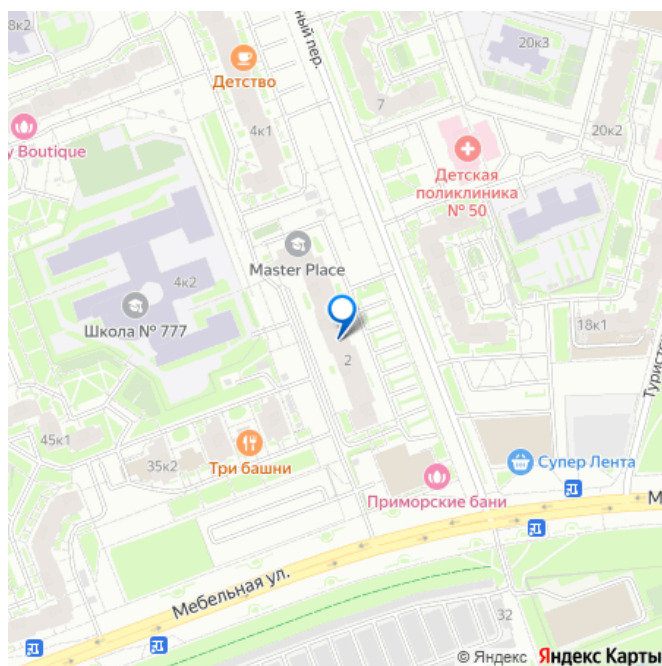 8к2
ный пер.
20к3
Детство
7
4к1
20к2
y Boutique
Детская
поликлиника
№ 50
Master Place
4к2
Школа № 777
18к1
2
Туристс
45к1
35к2
Три башни
Супер Лента
Приморские бани
М
Мебельная ул.
32
© Яндекс Яндекс Карты